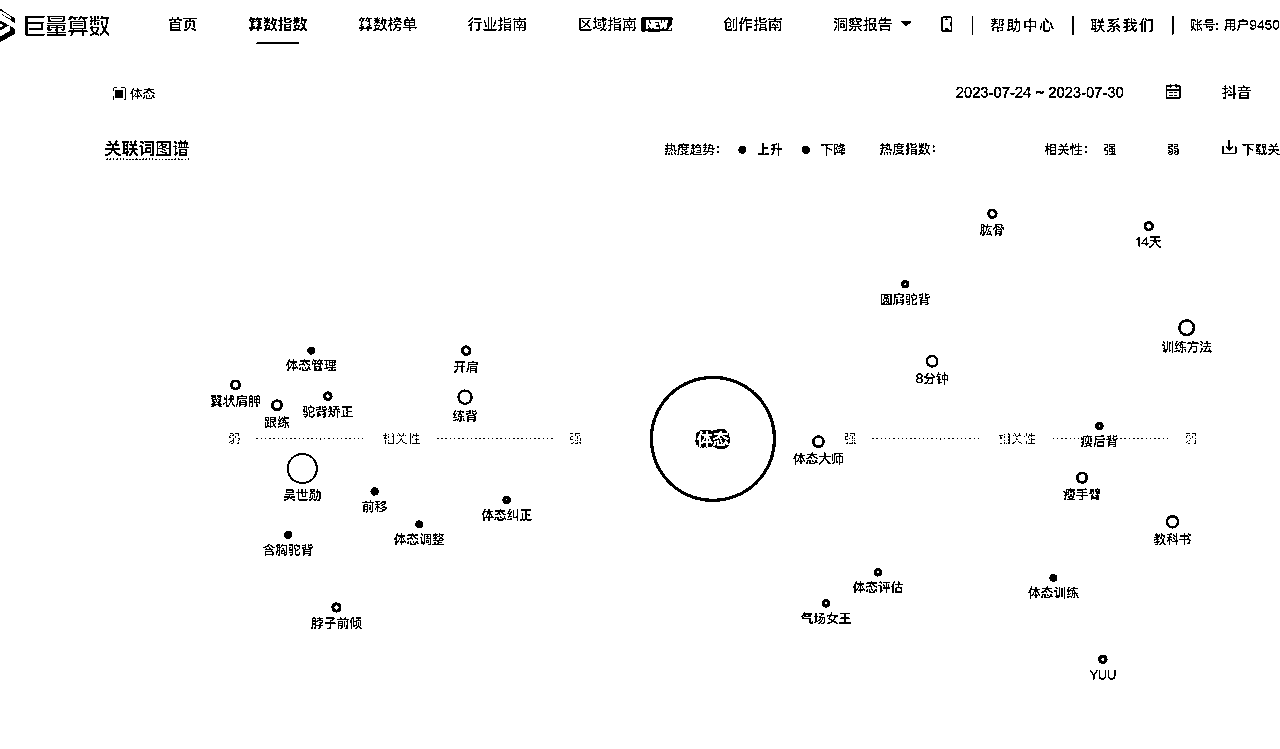 巨量算数 首页 算数指数 算数榜单 行业指南 区域指南 NEW 创作指南 洞察报告 帮助中心 联系我们 账号: 用户9450
体态 2023-07-24 ~ 2023-07-30 抖音
关联词图谱 热度趋势: 上升 下降 热度指数: 相关性: 强 弱 下载关
肱骨
14天
圆肩驼背
训练方法
体态管理
开肩
8分钟
翼状肩胛
驼背矫正
练背
跟练
弱 相关性 强
体态
强 相关性 弱
瘦后背
体态大师
吴世勋
前移
瘦手臂
体态纠正
体态调整
教科书
含胸驼背
体态评估
体态训练
脖子前倾
气场女王
YUU